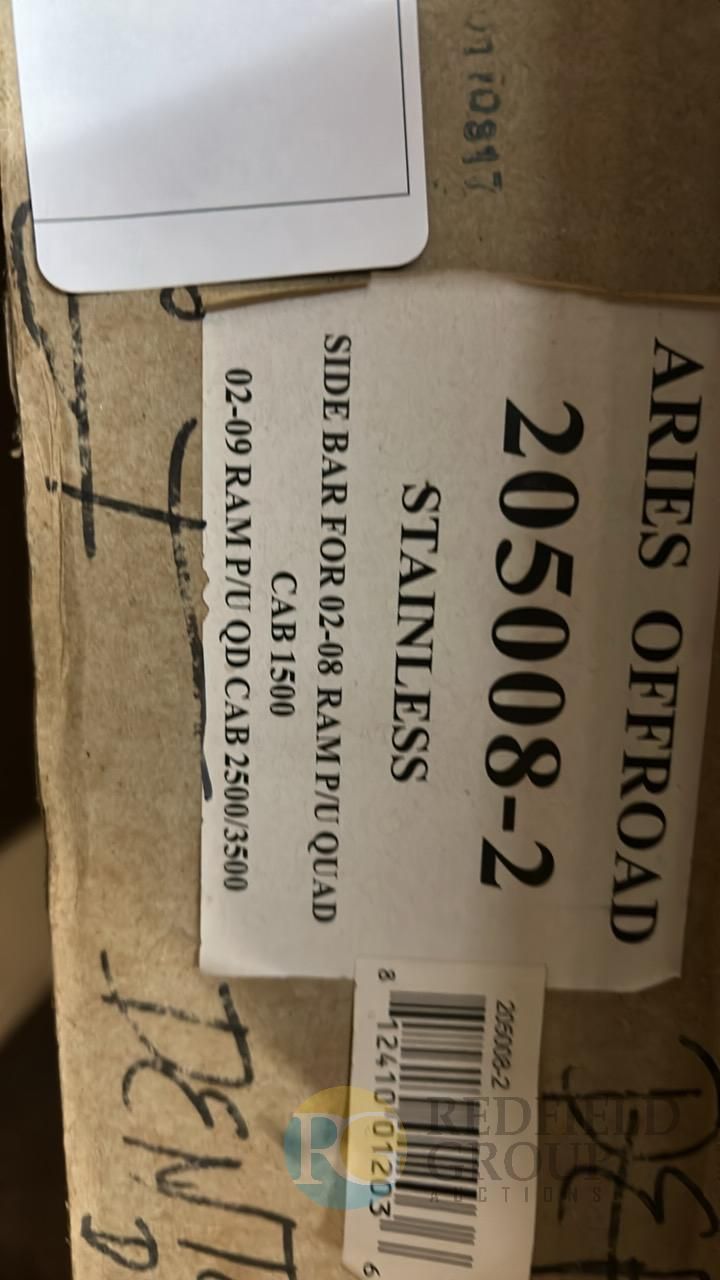 ARIES OFFROAD
205008-2
STAINLESS
SIDE BAR FOR 02-08 RAM P/U QUAD
CAB 1500
02-09 RAM P/U QD CAB 2500/3500
205008-2
8 12410 01203 6
REDFIELD
GROUP
AUCTIONS